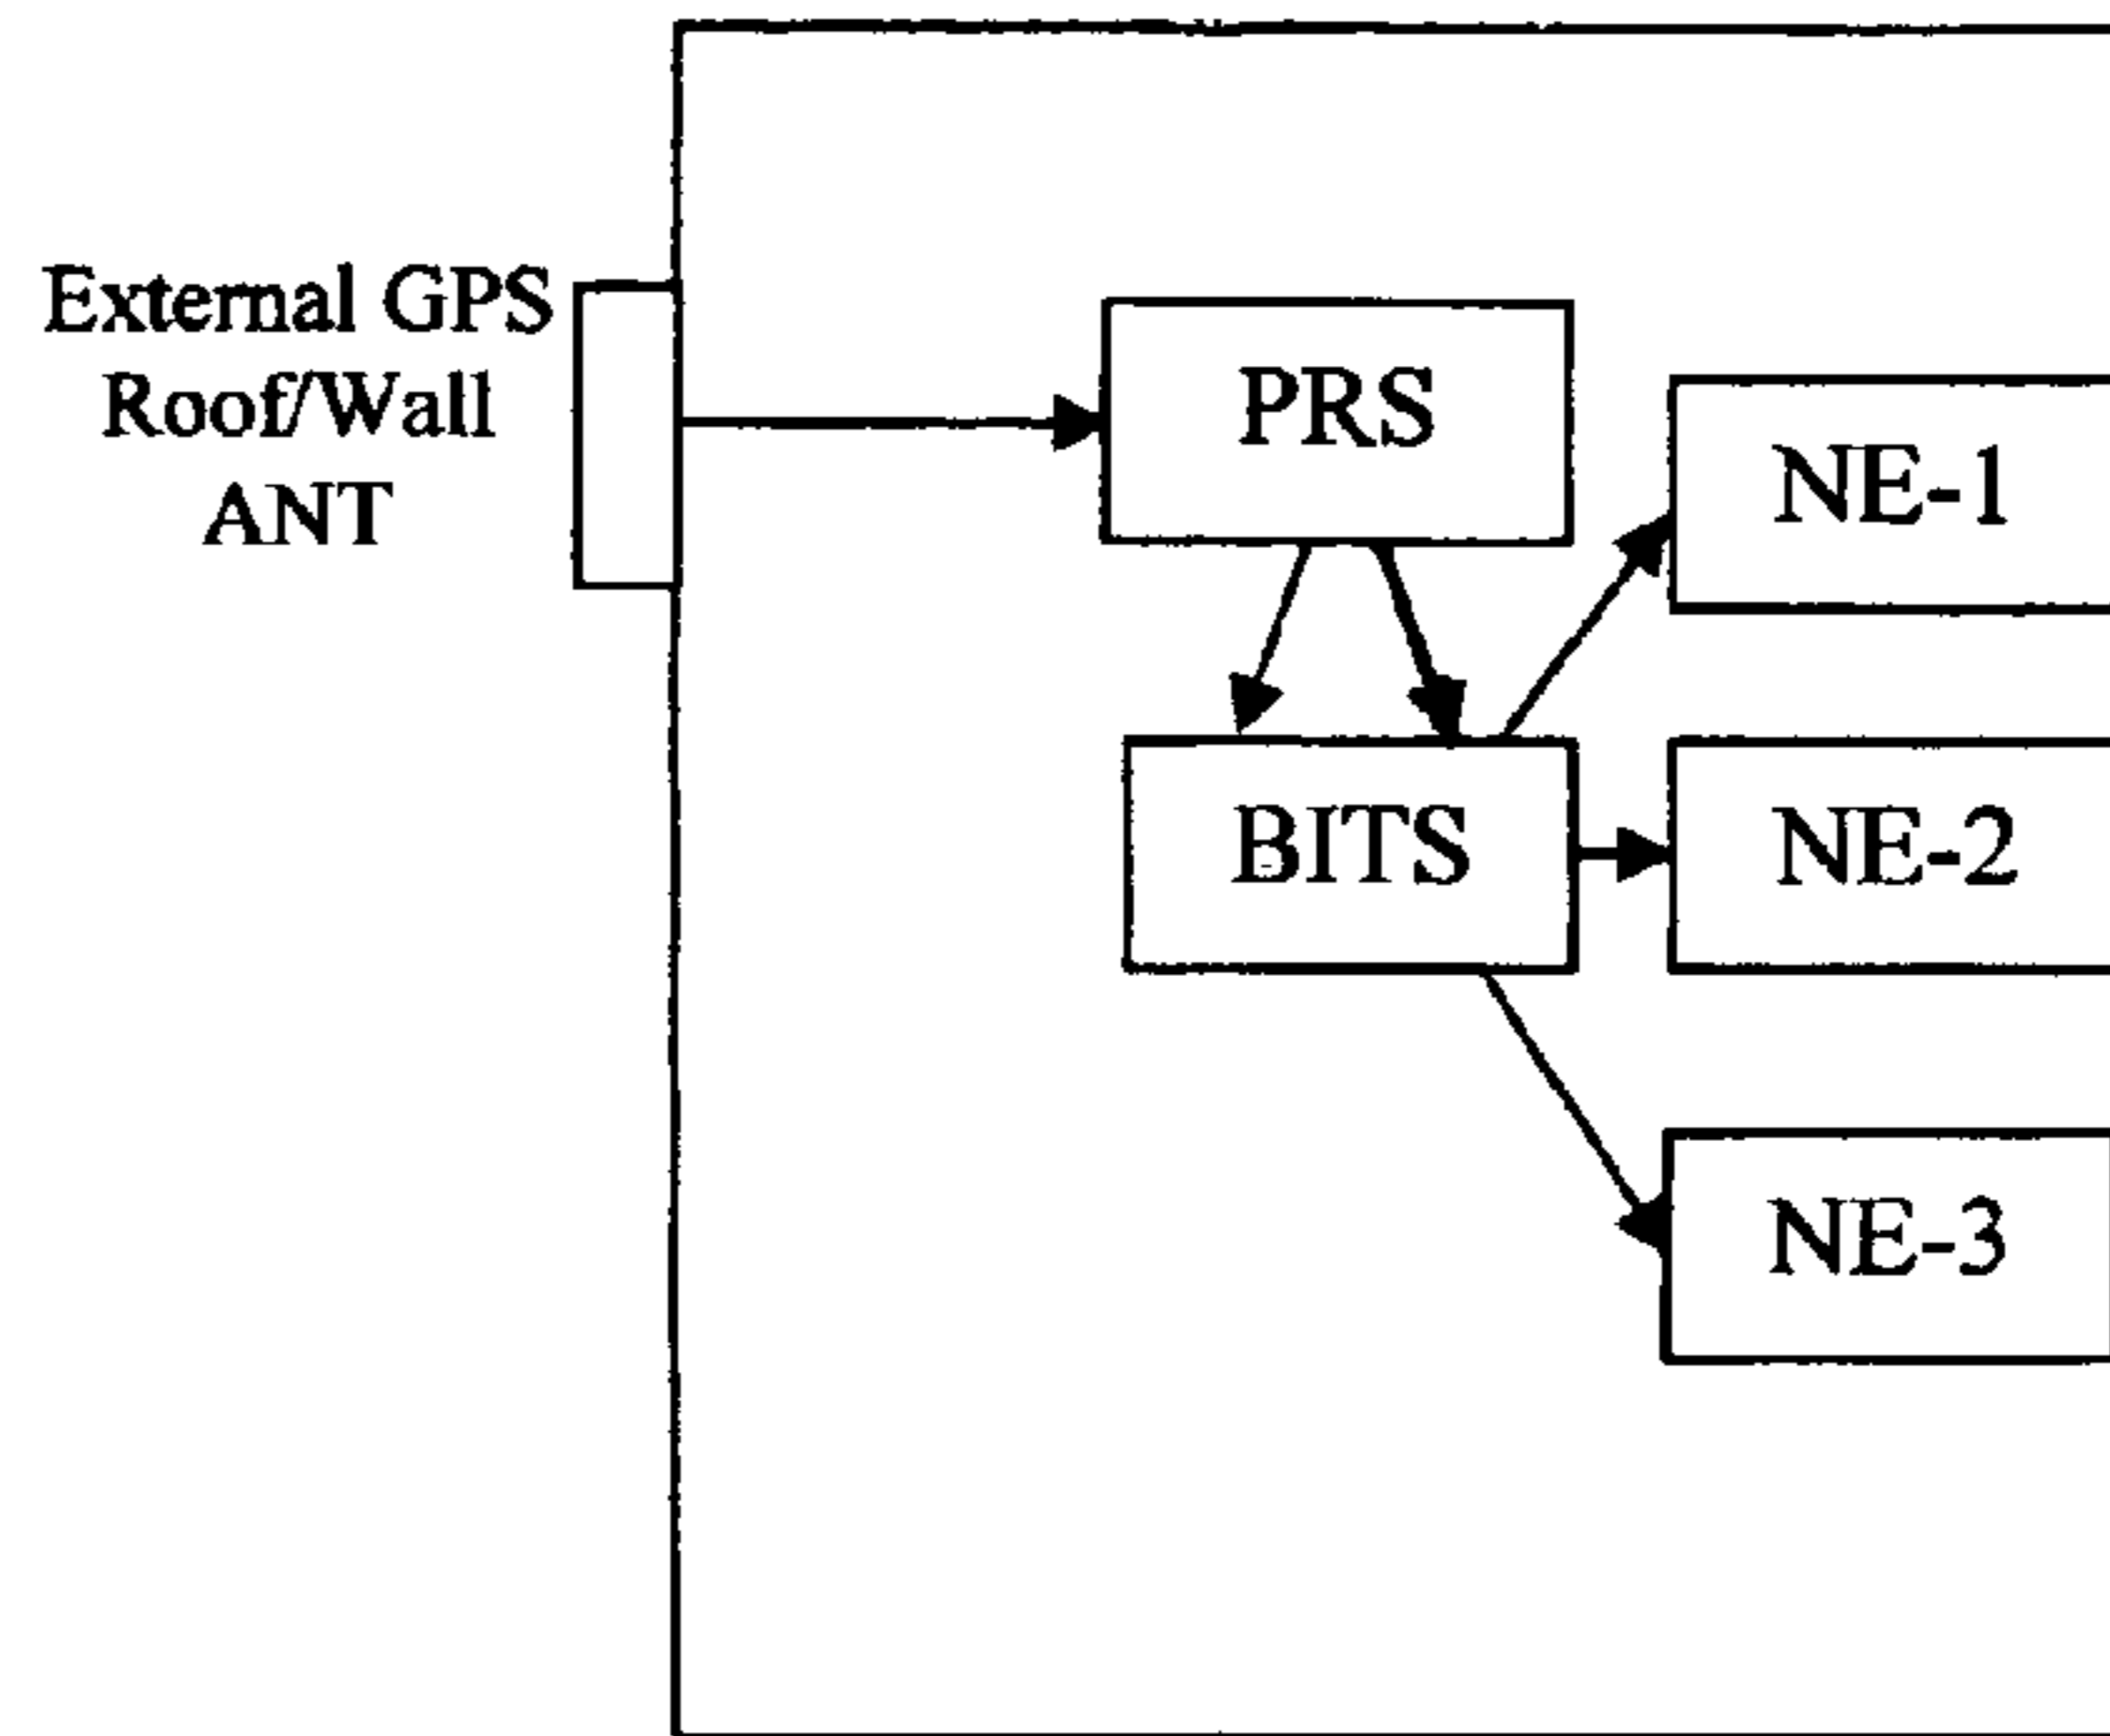 External GPS
Roof/Wall
ANT
PRS
NE-1
BITS
NE-2
NE-3